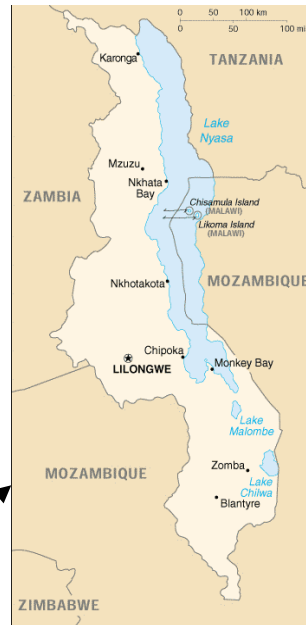 0 50 100 km
0 50 100 mi
Karonga
TANZANIA
Lake
Nyasa
Mzuzu
Nkhata
Bay
ZAMBIA
Chisamula Island
(MALAWI)
Likoma Island
(MALAWI)
MOZAMBIQUE
Nkhotakota
Chipoka
Monkey Bay
LILONGWE
Lake
Malombe
MOZAMBIQUE
Zomba
Lake
Chilwa
Blantyre
ZIMBABWE